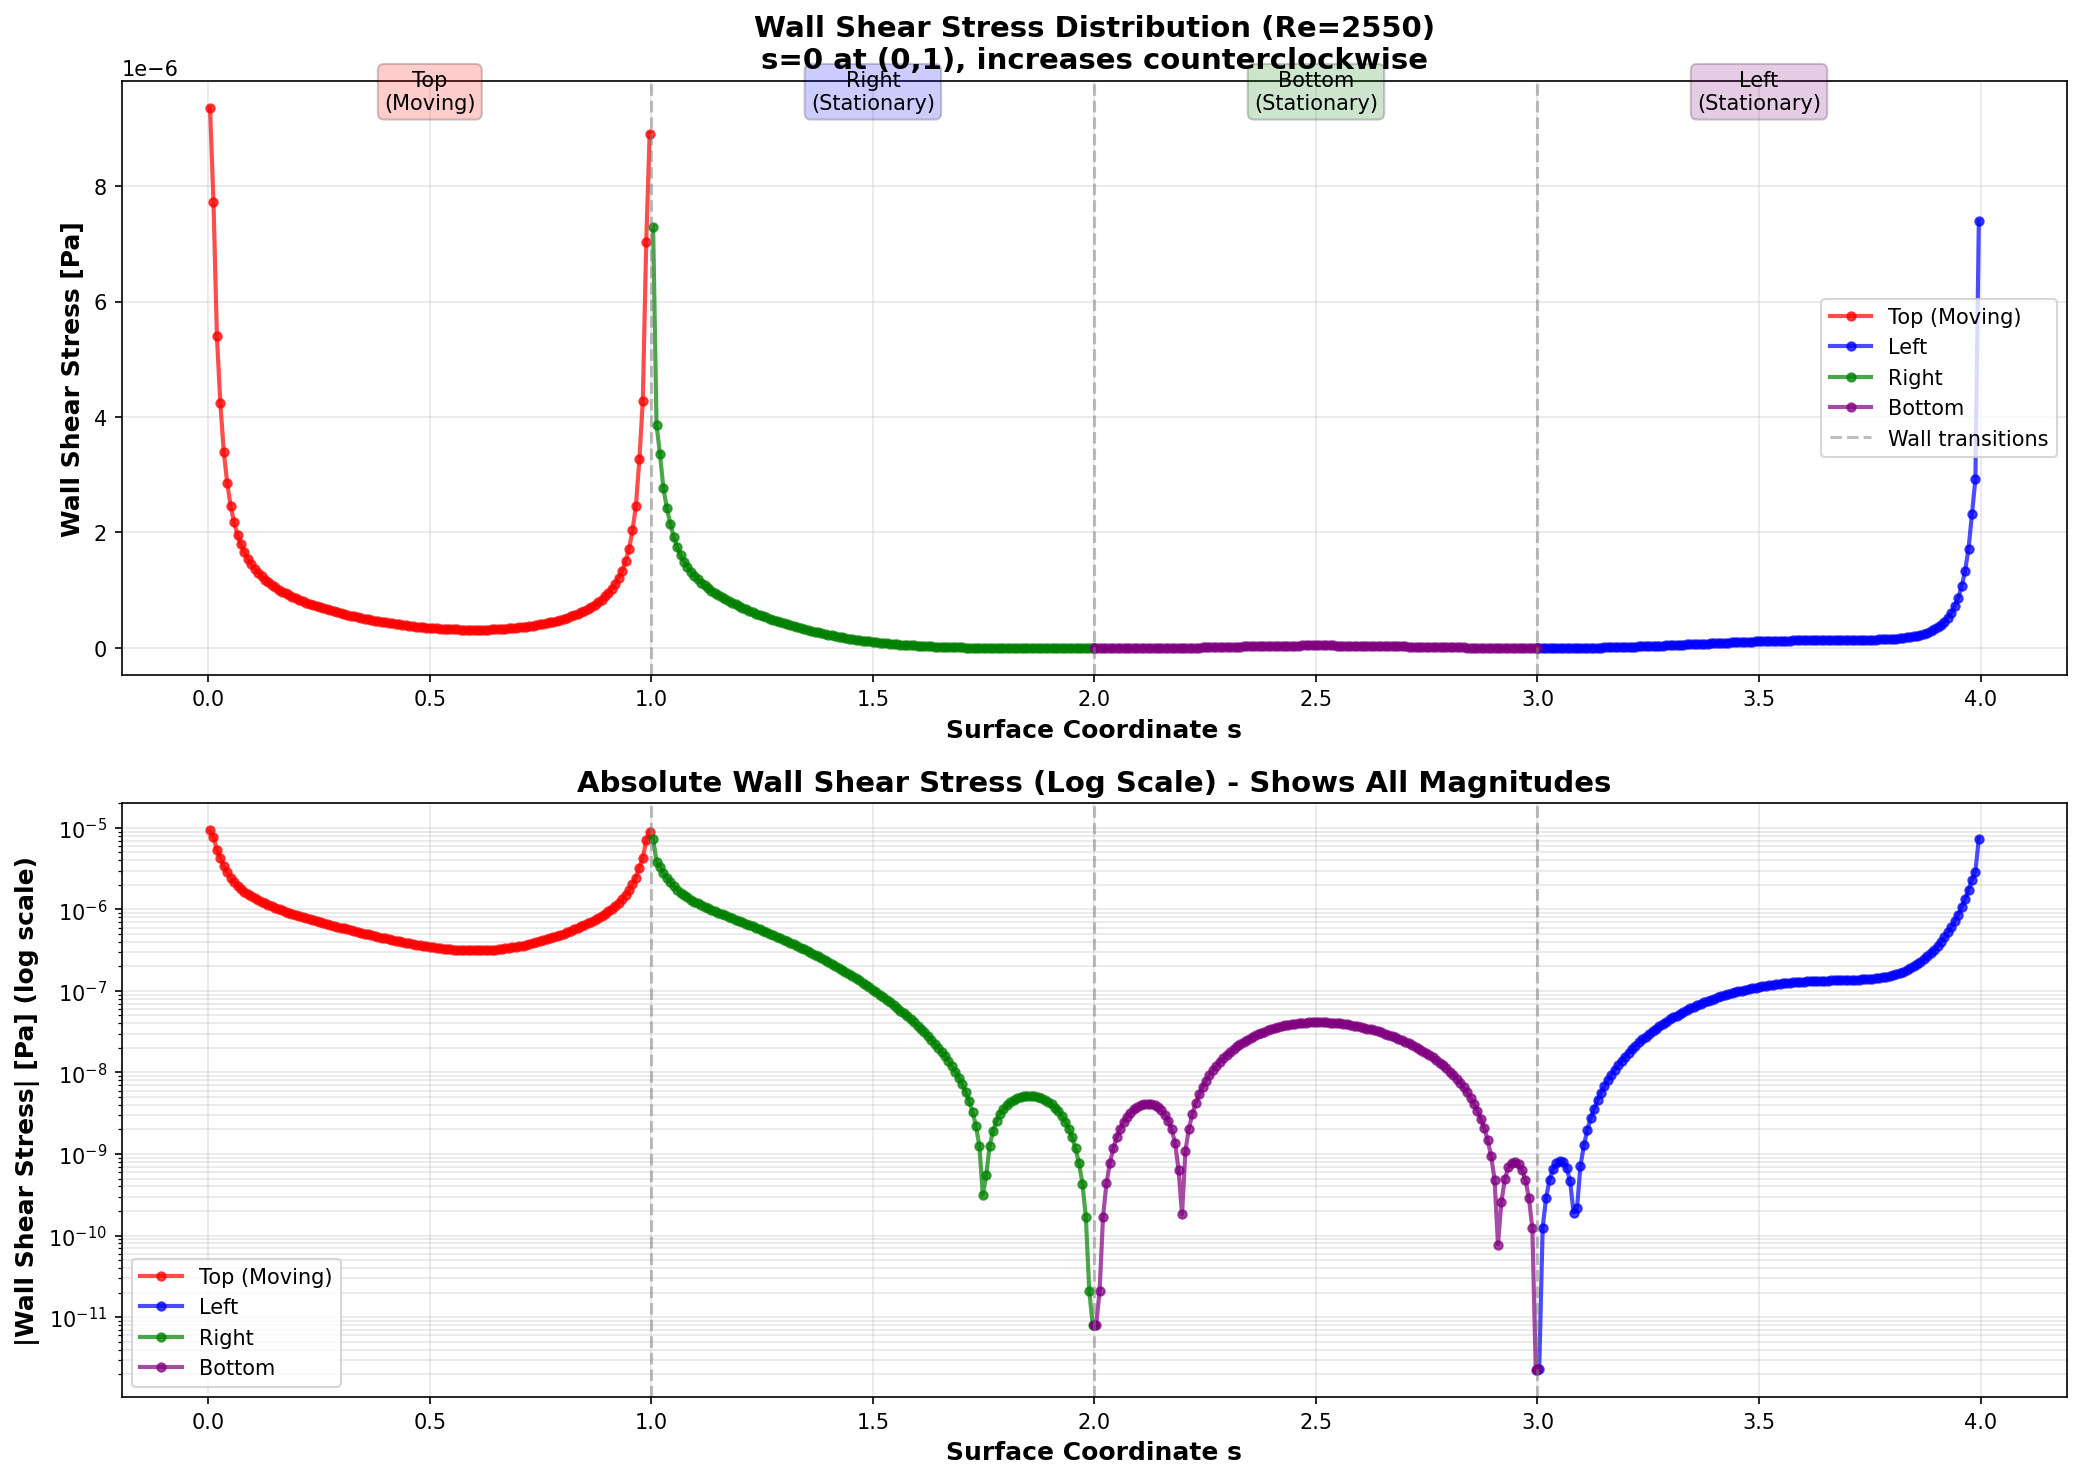 Wall Shear Stress Distribution (Re=2550)
s=0 at (0,1), increases counterclockwise
1e−6
Top
(Moving)
Right
(Stationary)
Bottom
(Stationary)
Left
(Stationary)
Wall Shear Stress [Pa]
8
6
4
2
0
Top (Moving)
Left
Right
Bottom
Wall transitions
0.0 0.5 1.0 1.5 2.0 2.5 3.0 3.5 4.0
Surface Coordinate s
Absolute Wall Shear Stress (Log Scale) - Shows All Magnitudes
|Wall Shear Stress| [Pa] (log scale)
10⁻⁵
10⁻⁶
10⁻⁷
10⁻⁸
10⁻⁹
10⁻¹⁰
10⁻¹¹
Top (Moving)
Left
Right
Bottom
0.0 0.5 1.0 1.5 2.0 2.5 3.0 3.5 4.0
Surface Coordinate s